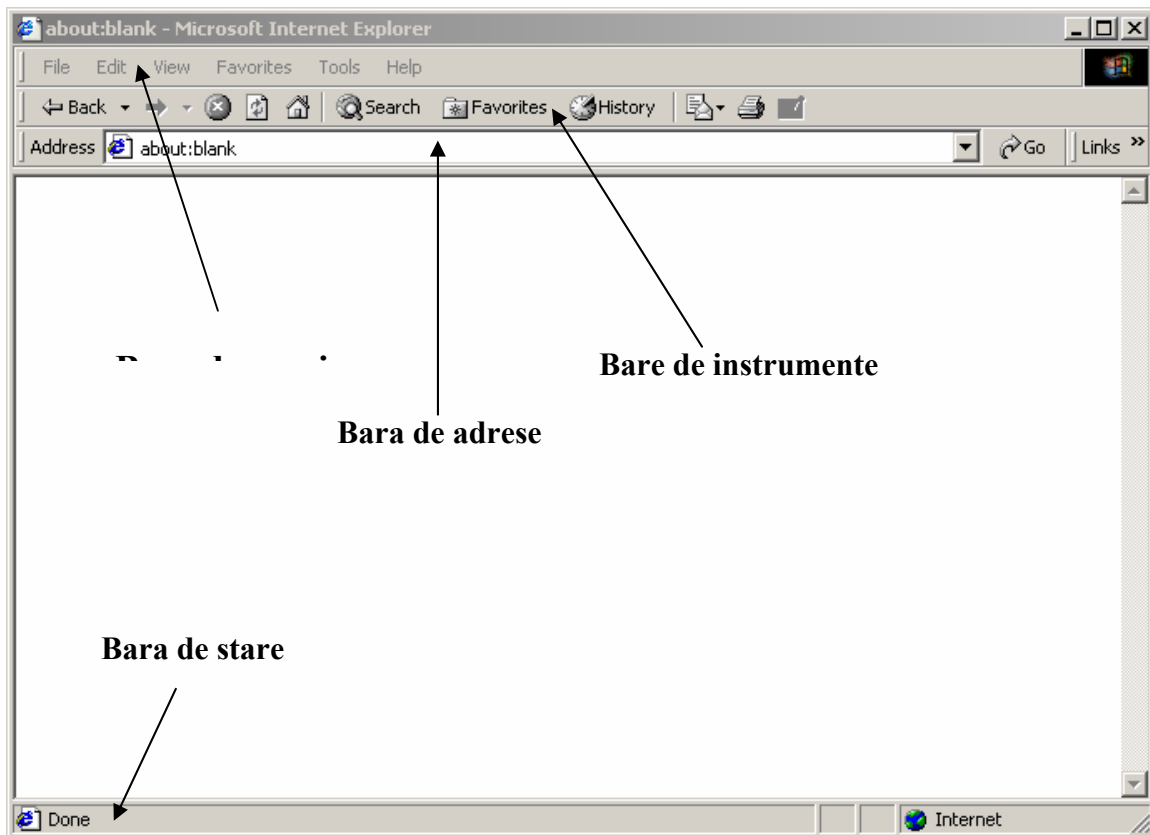 about:blank - Microsoft Internet Explorer
File Edit View Favorites Tools Help
Back Search Favorites History
Address about:blank Go Links »
Bare de instrumente
Bara de adrese
Bara de stare
Done Internet